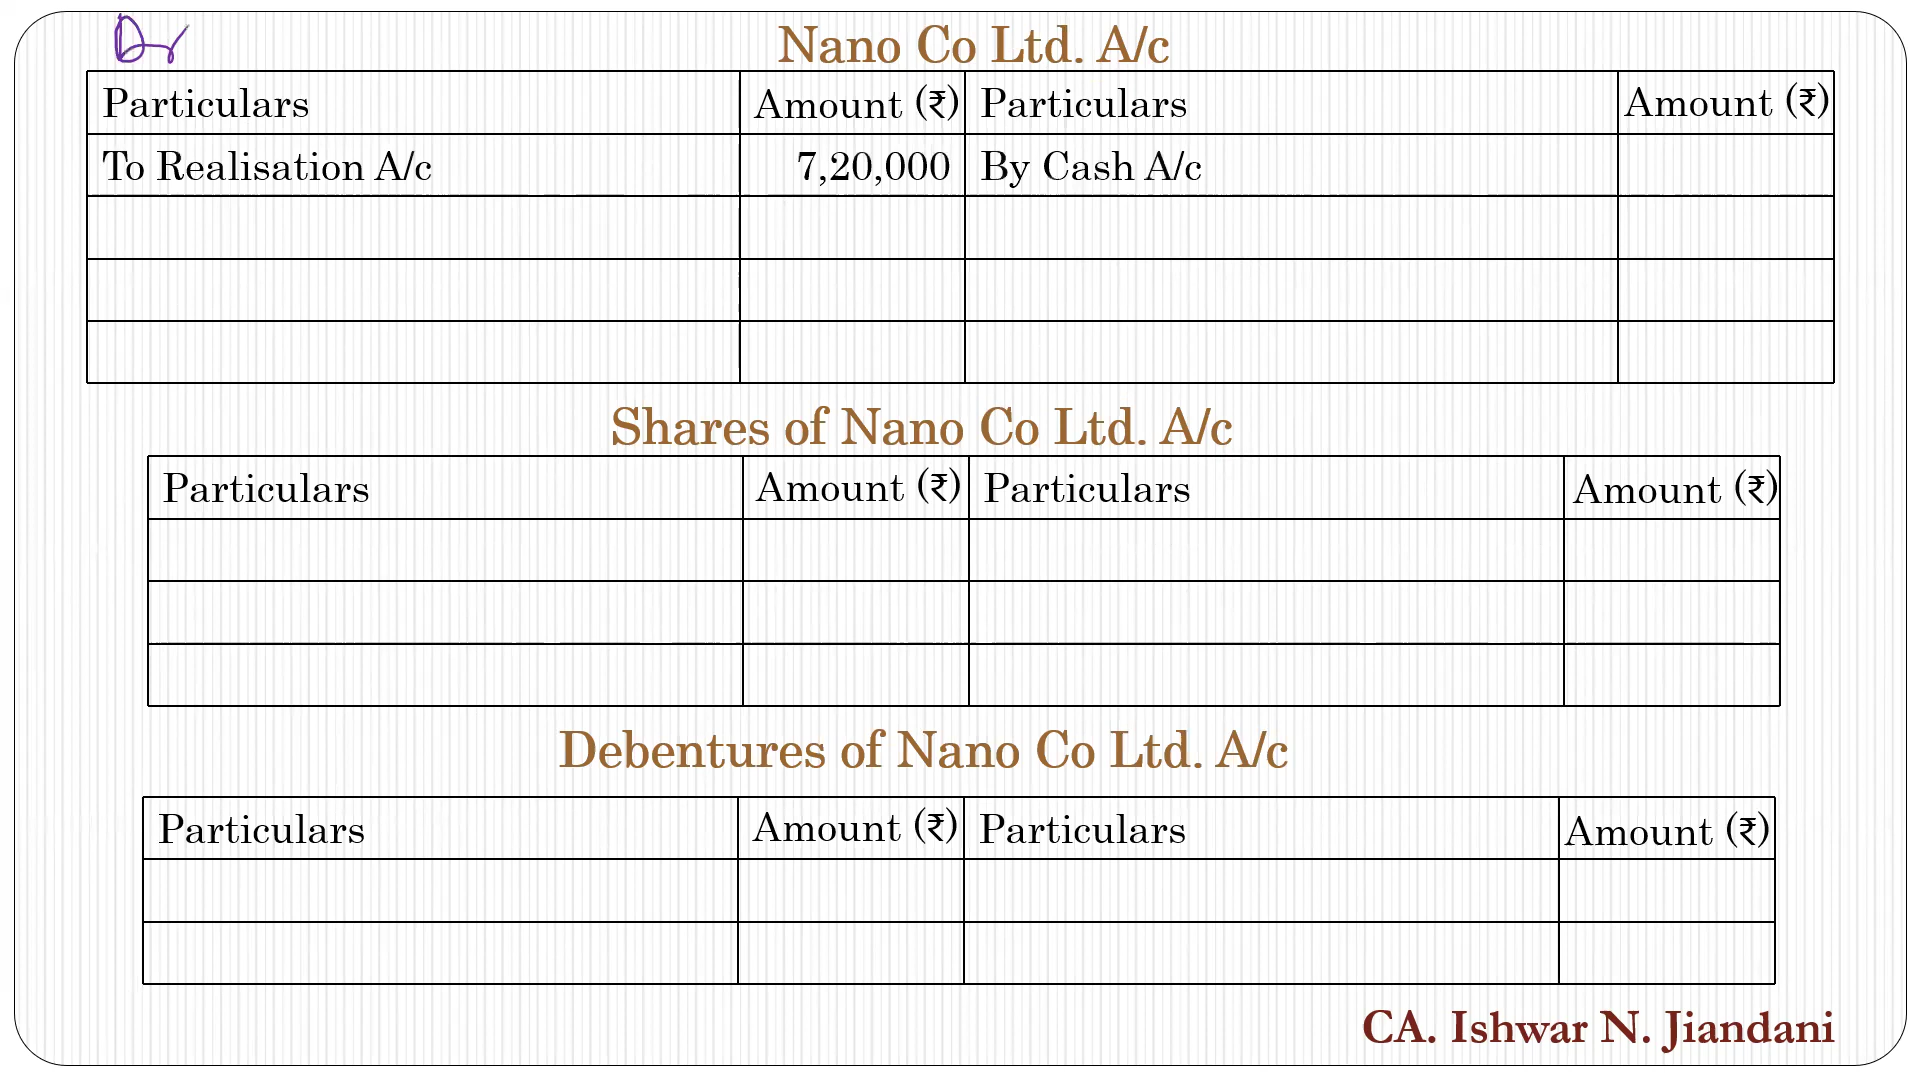 Dr
Nano Co Ltd. A/c
Particulars Amount (₹) Particulars Amount (₹)
To Realisation A/c 7,20,000 By Cash A/c
Shares of Nano Co Ltd. A/c
Particulars Amount (₹) Particulars Amount (₹)
Debentures of Nano Co Ltd. A/c
Particulars Amount (₹) Particulars Amount (₹)
CA. Ishwar N. Jiandani